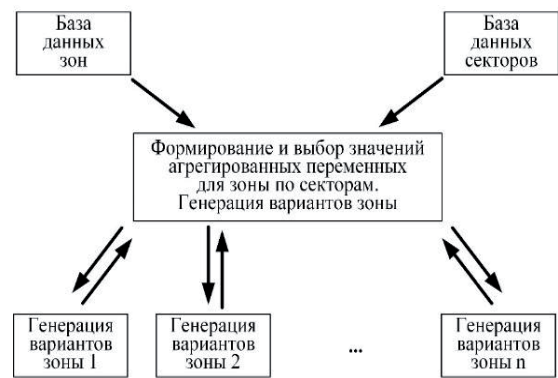 База
данных
зон
База
данных
секторов
Формирование и выбор значений
агрегированных переменных
для зоны по секторам.
Генерация вариантов зоны
Генерация
вариантов
зоны 1
Генерация
вариантов
зоны 2
...
Генерация
вариантов
зоны n